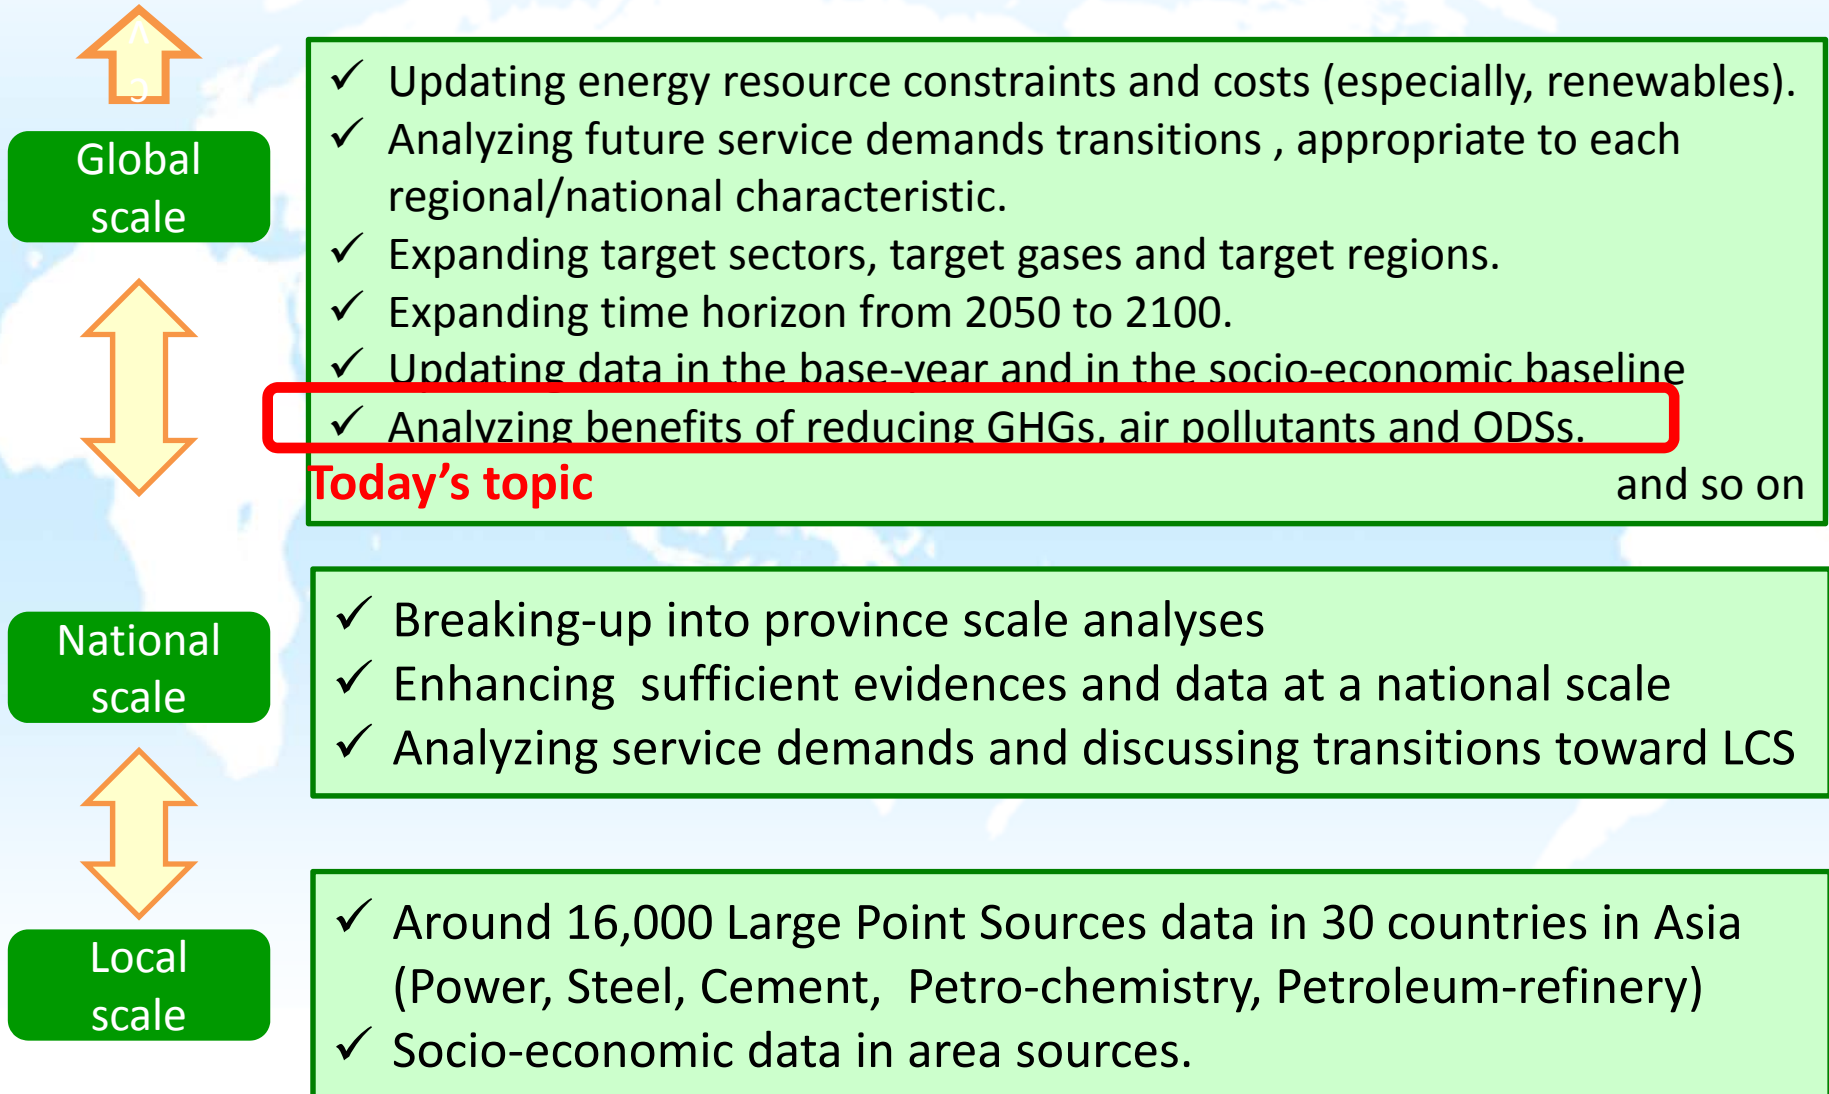 Global
scale
✓ Updating energy resource constraints and costs (especially, renewables).
✓ Analyzing future service demands transitions , appropriate to each
regional/national characteristic.
✓ Expanding target sectors, target gases and target regions.
✓ Expanding time horizon from 2050 to 2100.
✓ Updating data in the base-year and in the socio-economic baseline
✓ Analyzing benefits of reducing GHGs, air pollutants and ODSs.
Today’s topic and so on
National
scale
✓ Breaking-up into province scale analyses
✓ Enhancing sufficient evidences and data at a national scale
✓ Analyzing service demands and discussing transitions toward LCS
Local
scale
✓ Around 16,000 Large Point Sources data in 30 countries in Asia
(Power, Steel, Cement, Petro-chemistry, Petroleum-refinery)
✓ Socio-economic data in area sources.